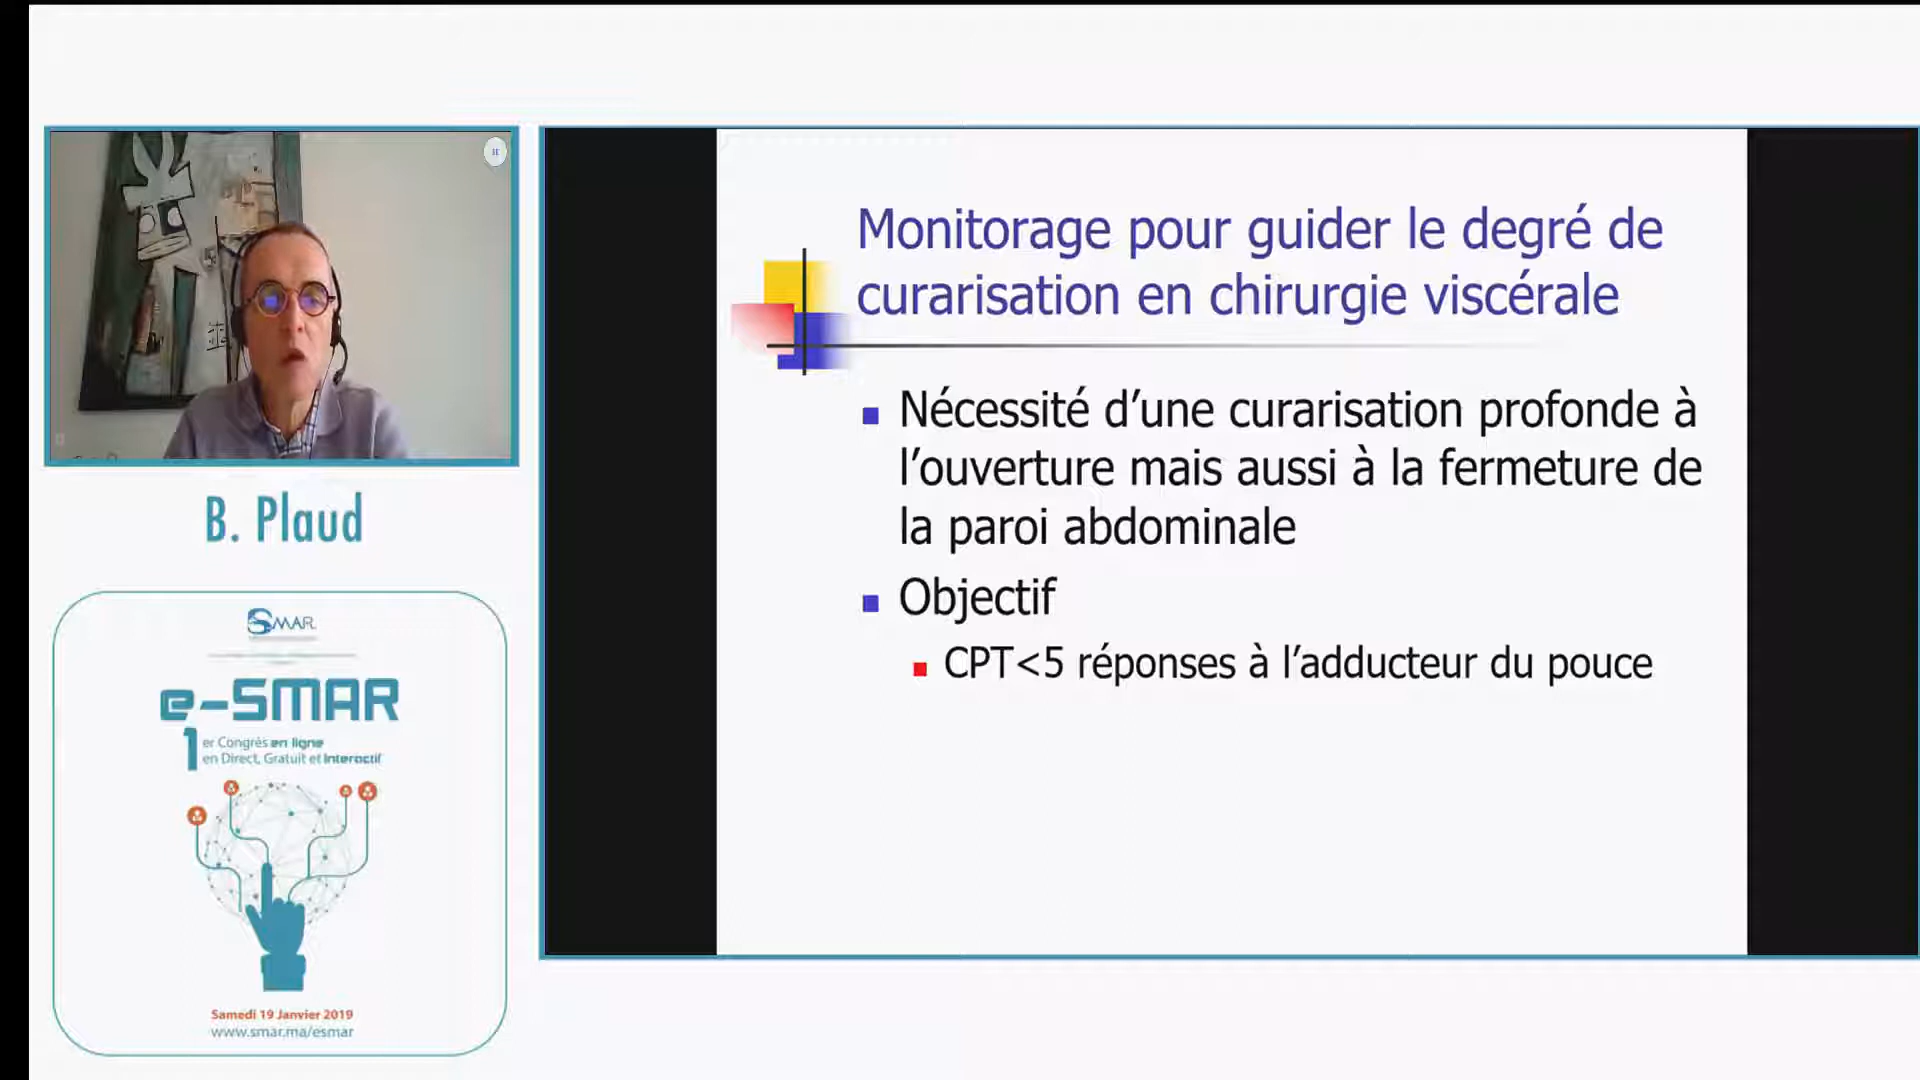 B. Plaud
SMAR
e-SMAR
1er Congrès en ligne
en Direct, Gratuit et Interactif
Samedi 19 Janvier 2019
www.smar.ma/esmar
Monitorage pour guider le degré de
curarisation en chirurgie viscérale
Nécessité d’une curarisation profonde à
l’ouverture mais aussi à la fermeture de
la paroi abdominale
Objectif
CPT<5 réponses à l’adducteur du pouce